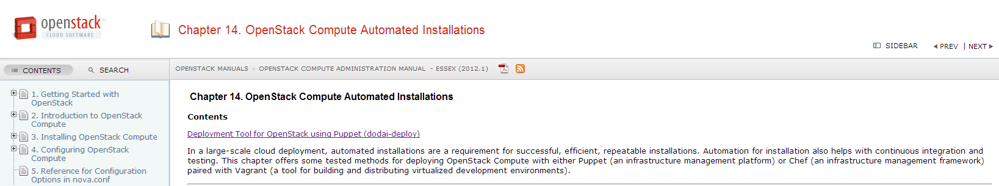 openstack™
CLOUD SOFTWARE
Chapter 14. OpenStack Compute Automated Installations
SIDEBAR
PREV | NEXT
CONTENTS
SEARCH
OPENSTACK MANUALS
OPENSTACK COMPUTE ADMINISTRATION MANUAL - ESSEX (2012.1)
1. Getting Started with
OpenStack
2. Introduction to OpenStack
Compute
3. Installing OpenStack Compute
4. Configuring OpenStack
Compute
5. Reference for Configuration
Options in nova.conf
Chapter 14. OpenStack Compute Automated Installations
Contents
Deployment Tool for OpenStack using Puppet (dodai-deploy)
In a large-scale cloud deployment, automated installations are a requirement for successful, efficient, repeatable installations. Automation for installation also helps with continuous integration and
testing. This chapter offers some tested methods for deploying OpenStack Compute with either Puppet (an infrastructure management platform) or Chef (an infrastructure management framework)
paired with Vagrant (a tool for building and distributing virtualized development environments).